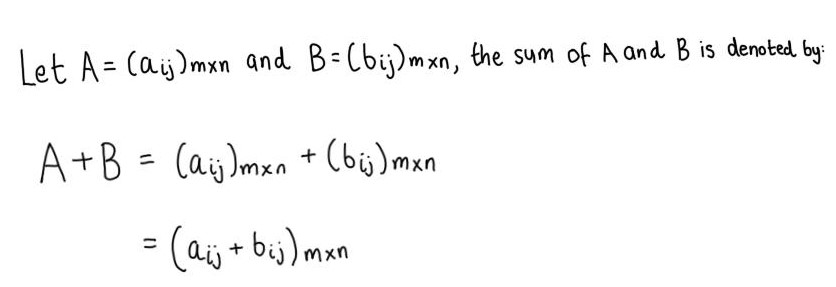 Let A = (aij)mxn and B = (bij)mxn, the sum of A and B is denoted by:
A + B = (aij)mxn + (bij)mxn
= (aij + bij)mxn